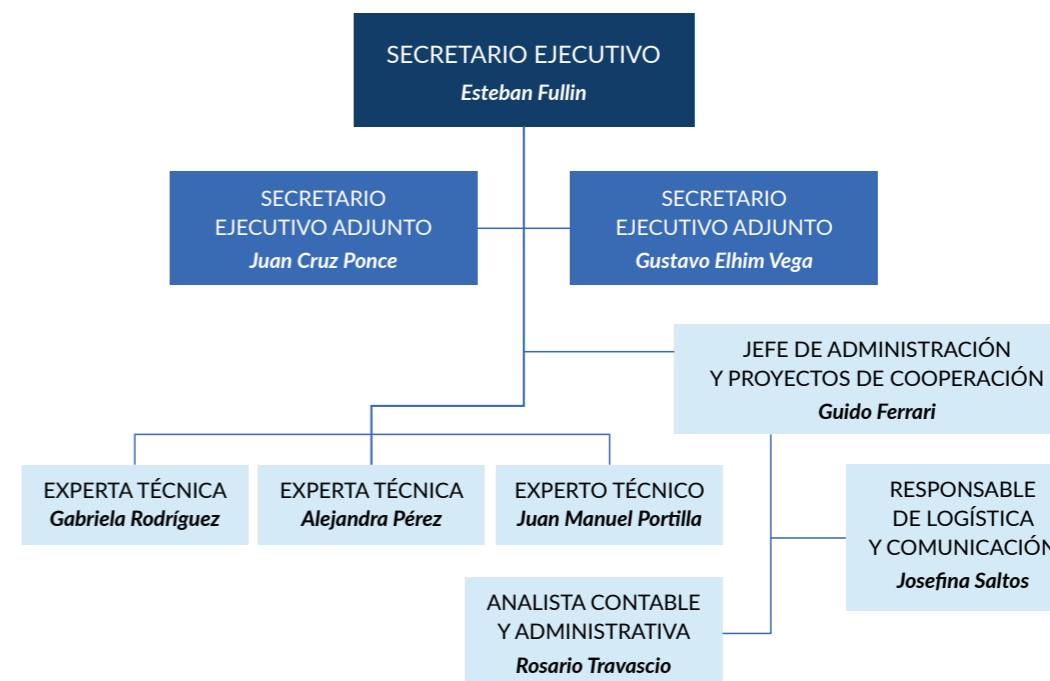 SECRETARIO EJECUTIVO
Esteban Fullin
SECRETARIO
EJECUTIVO ADJUNTO
Juan Cruz Ponce
SECRETARIO
EJECUTIVO ADJUNTO
Gustavo Elhim Vega
JEFE DE ADMINISTRACIÓN
Y PROYECTOS DE COOPERACIÓN
Guido Ferrari
EXPERTA TÉCNICA
Gabriela Rodríguez
EXPERTA TÉCNICA
Alejandra Pérez
EXPERTO TÉCNICO
Juan Manuel Portilla
RESPONSABLE
DE LOGÍSTICA
Y COMUNICACIÓN
Josefina Saltos
ANALISTA CONTABLE
Y ADMINISTRATIVA
Rosario Travascio